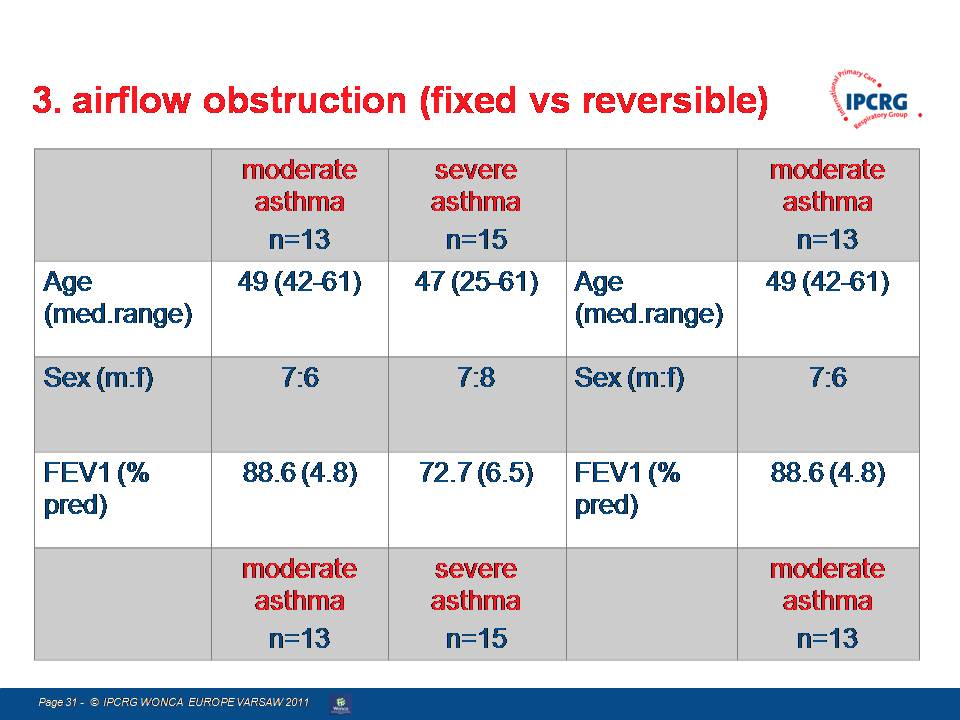 3. airflow obstruction (fixed vs reversible)
International Primary Care
IPCRG
Respiratory Group
moderate asthma n=13 severe asthma n=15 moderate asthma n=13
Age (med.range) 49 (42-61) 47 (25-61) Age (med.range) 49 (42-61)
Sex (m:f) 7:6 7:8 Sex (m:f) 7:6
FEV1 (% pred) 88.6 (4.8) 72.7 (6.5) FEV1 (% pred) 88.6 (4.8)
moderate asthma n=13 severe asthma n=15 moderate asthma n=13
Page 31 - © IPCRG WONCA EUROPE VARSAW 2011
Wonca